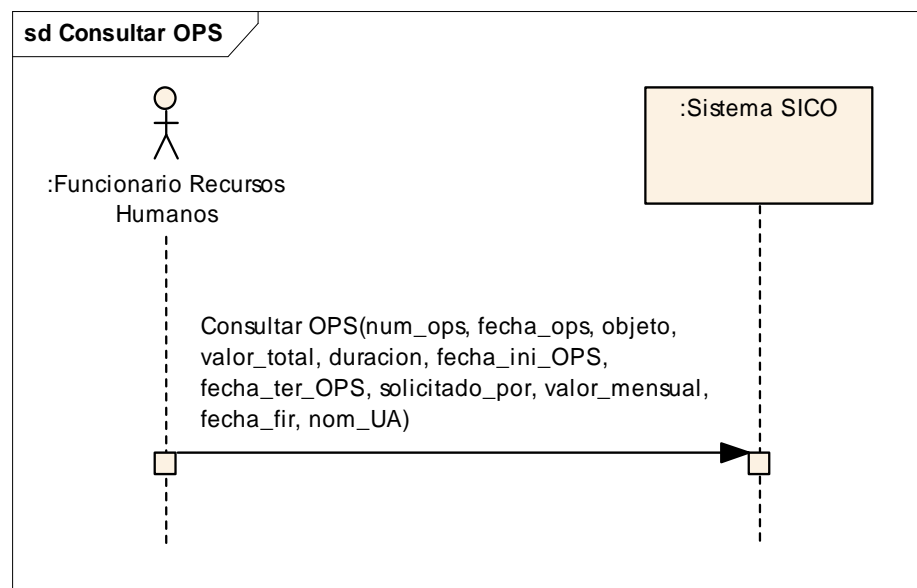 sd Consultar OPS
:Funcionario Recursos
Humanos
:Sistema SICO
Consultar OPS(num_ops, fecha_ops, objeto,
valor_total, duracion, fecha_ini_OPS,
fecha_ter_OPS, solicitado_por, valor_mensual,
fecha_fir, nom_UA)